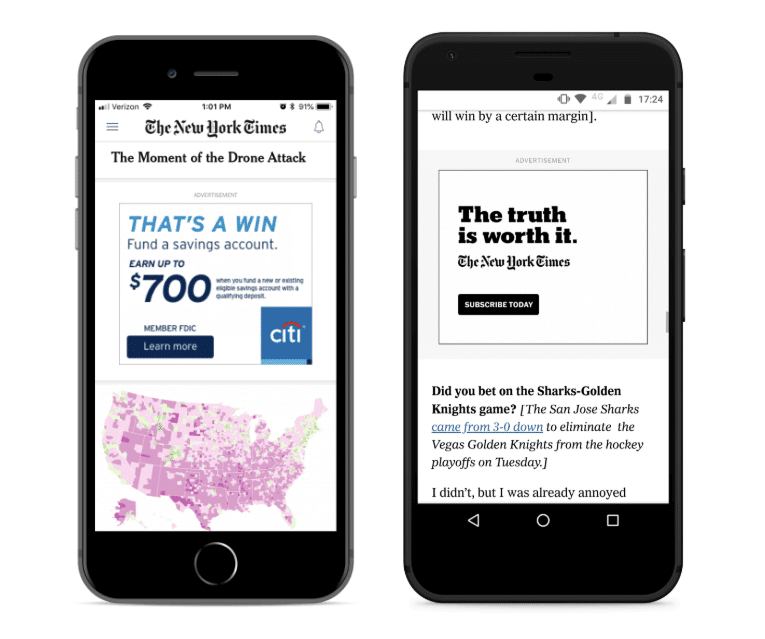 Verizon
1:01 PM
91%
The New York Times
The Moment of the Drone Attack
ADVERTISEMENT
THAT'S A WIN
Fund a savings account.
EARN UP TO
$700
when you fund a new or existing
eligible savings account with a
qualifying deposit.
MEMBER FDIC
Learn more
citi
4G
17:24
will win by a certain margin].
ADVERTISEMENT
The truth
is worth it.
The New York Times
SUBSCRIBE TODAY
Did you bet on the Sharks-Golden
Knights game? [The San Jose Sharks
came from 3-0 down to eliminate the
Vegas Golden Knights from the hockey
playoffs on Tuesday.]
I didn't, but I was already annoyed